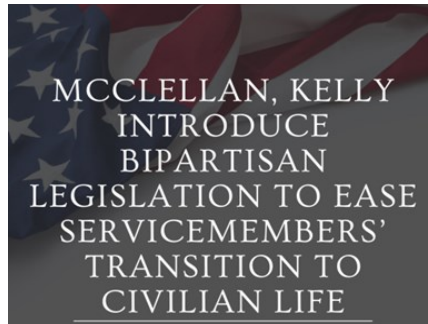 MCCLELLAN, KELLY
INTRODUCE
BIPARTISAN
LEGISLATION TO EASE
SERVICEMEMBERS'
TRANSITION TO
CIVILIAN LIFE